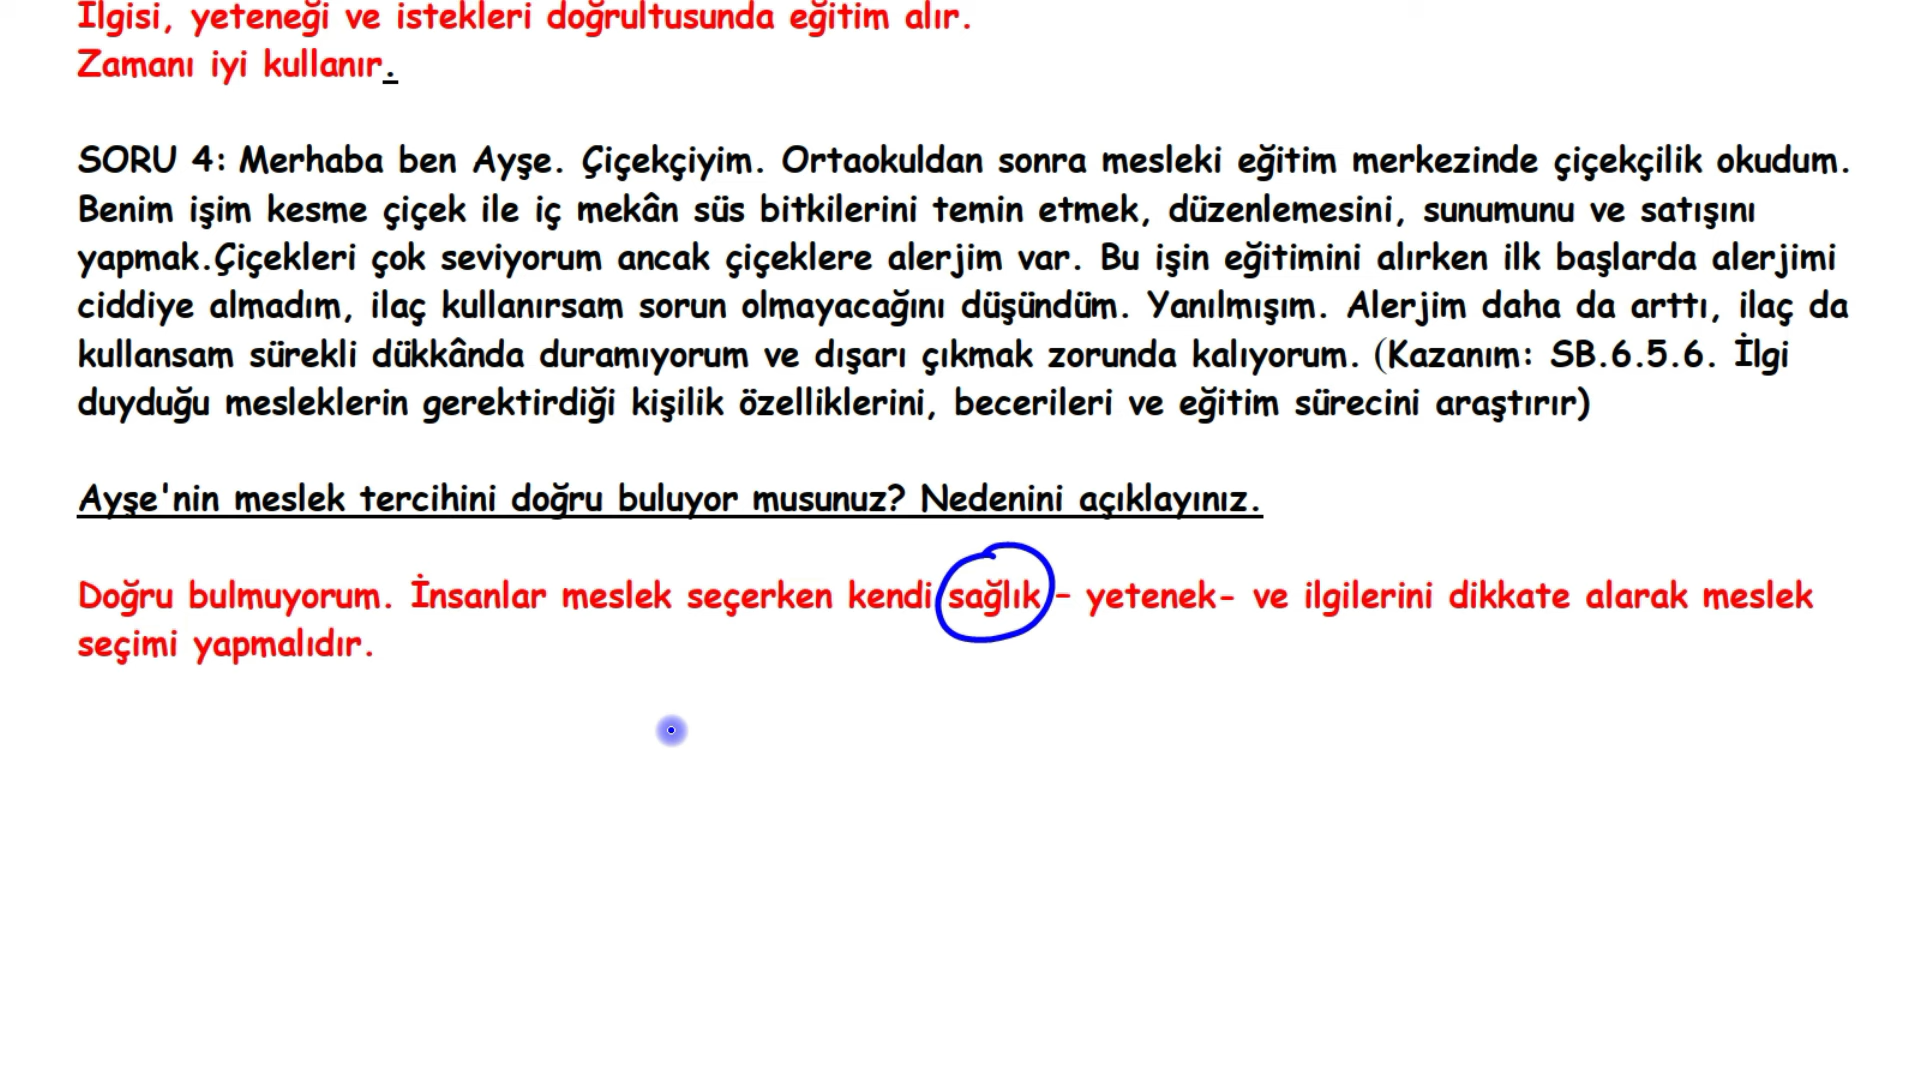 İlgisi, yeteneği ve istekleri doğrultusunda eğitim alır.
Zamanı iyi kullanır.
SORU 4: Merhaba ben Ayşe. Çiçekçiyim. Ortaokuldan sonra mesleki eğitim merkezinde çiçekçilik okudum.
Benim işim kesme çiçek ile iç mekân süs bitkilerini temin etmek, düzenlemesini, sunumunu ve satışını
yapmak.Çiçekleri çok seviyorum ancak çiçeklere alerjim var. Bu işin eğitimini alırken ilk başlarda alerjimi
ciddiye almadım, ilaç kullanırsam sorun olmayacağını düşündüm. Yanılmışım. Alerjim daha da arttı, ilaç da
kullansam sürekli dükkânda duramıyorum ve dışarı çıkmak zorunda kalıyorum. (Kazanım: SB.6.5.6. İlgi
duyduğu mesleklerin gerektirdiği kişilik özelliklerini, becerileri ve eğitim sürecini araştırır)
Ayşe'nin meslek tercihini doğru buluyor musunuz? Nedenini açıklayınız.
Doğru bulmuyorum. İnsanlar meslek seçerken kendi sağlık – yetenek- ve ilgilerini dikkate alarak meslek
seçimi yapmalıdır.